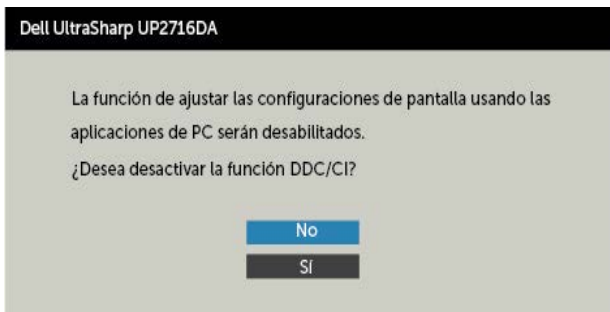 Dell UltraSharp UP2716DA
La función de ajustar las configuraciones de pantalla usando las
aplicaciones de PC serán desabilitados.
¿Desea desactivar la función DDC/CI?
No
Sí